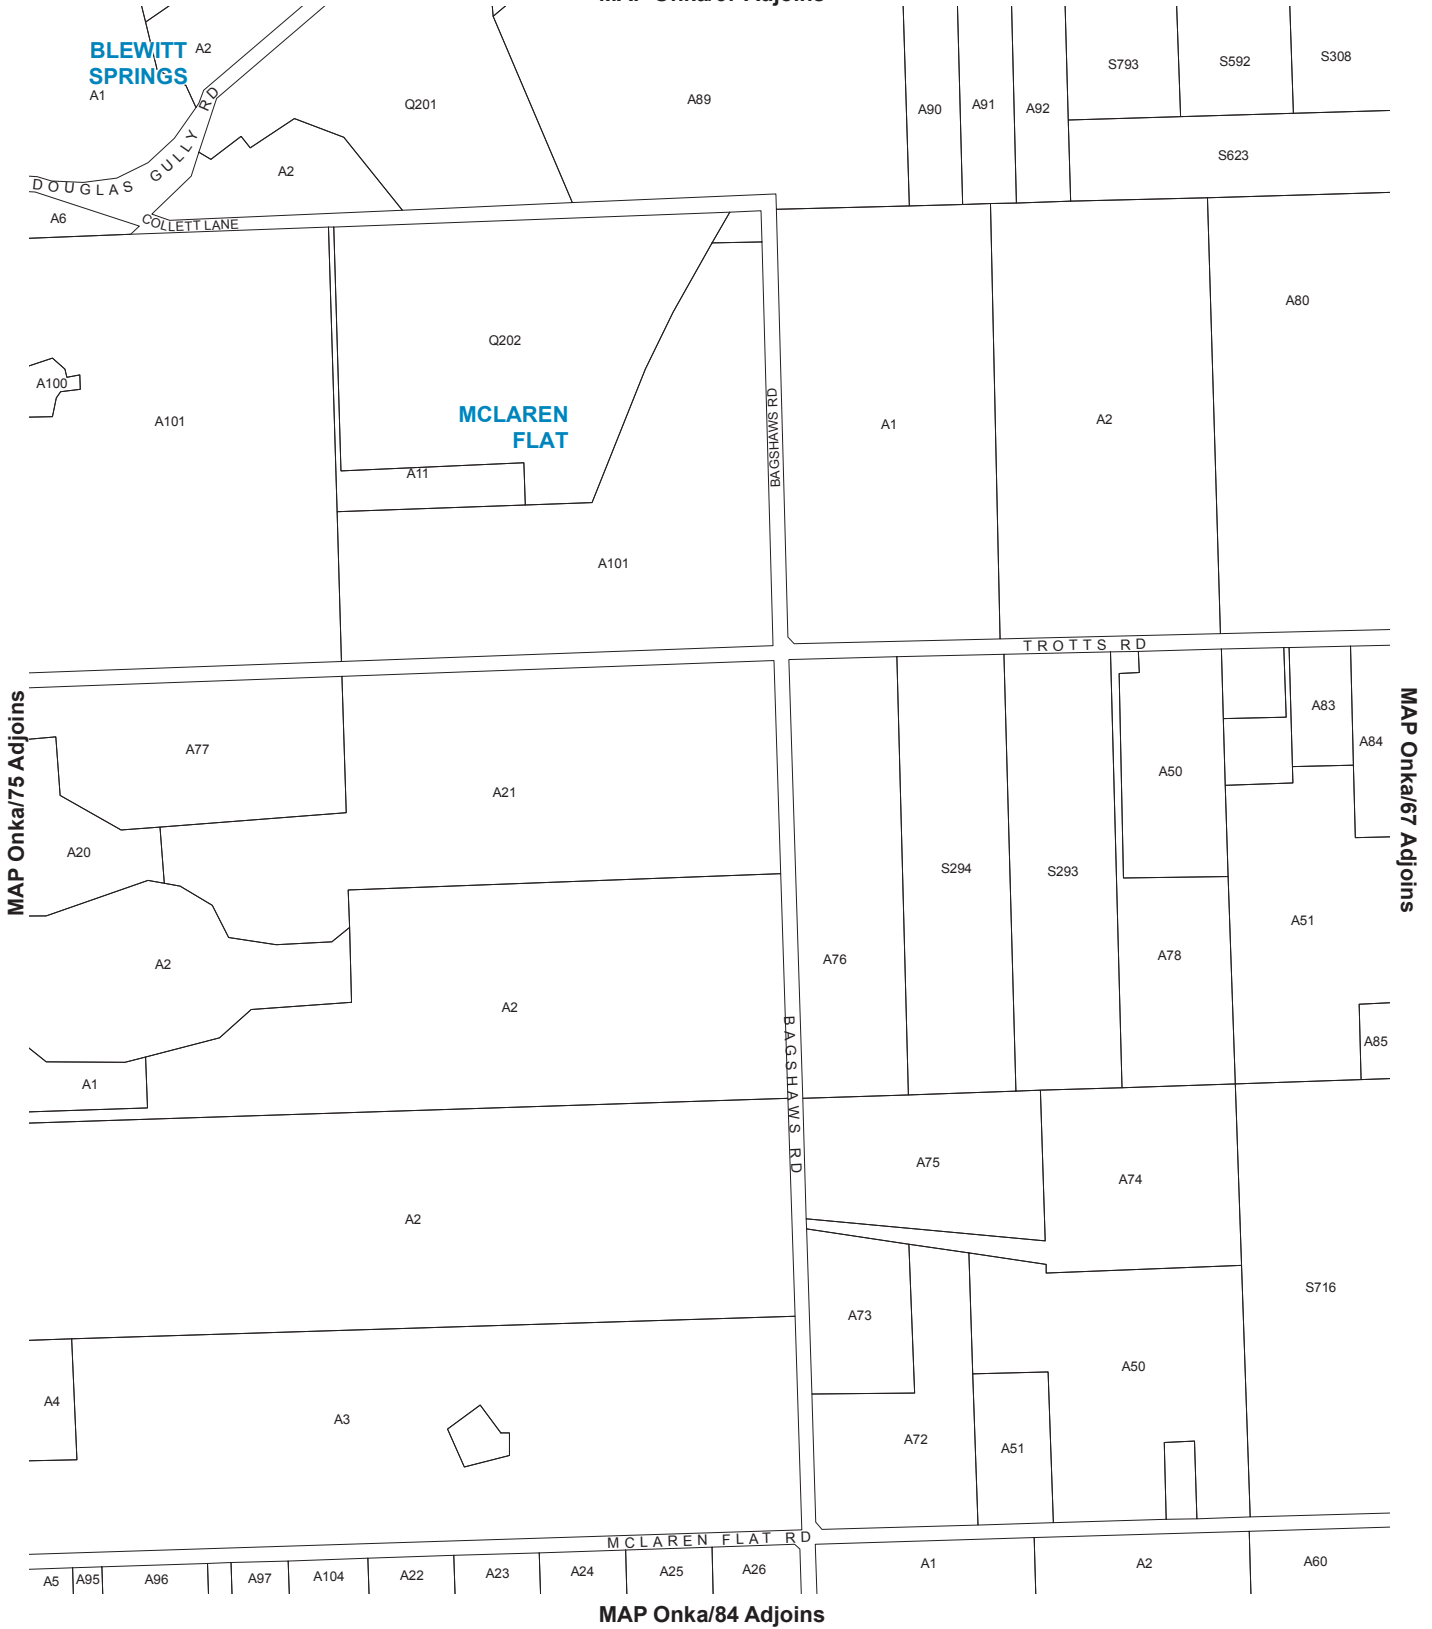 BLEWITT
SPRINGS
A2
A1
Q201
A89
A90
A91
A92
S793
S592
S308
S623
DOUGLAS GULLY RD
A2
A6
COLLETT LANE
A80
Q202
A100
A101
MCLAREN
FLAT
BAGSHAWS RD
A1
A2
A11
A101
TROTTS RD
MAP Onka/75 Adjoins
MAP Onka/67 Adjoins
A77
A21
A83
A84
A50
A20
S294
S293
A51
A2
A76
A78
A2
BAGSHAWS RD
A85
A1
A75
A74
A2
S716
A73
A50
A4
A3
A72
A51
MCLAREN FLAT RD
A5
A95
A96
A97
A104
A22
A23
A24
A25
A26
A1
A2
A60
MAP Onka/84 Adjoins